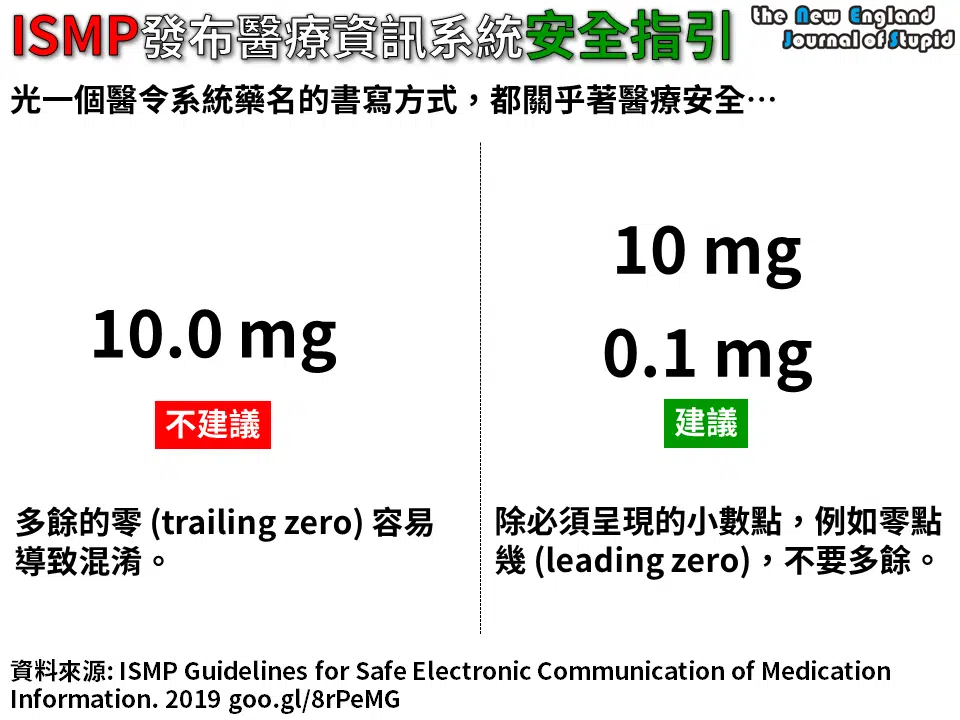 ISMP發布醫療資訊系統安全指引
the New England
Journal of Stupid
光一個醫令系統藥名的書寫方式，都關乎著醫療安全…
10.0 mg
不建議
多餘的零 (trailing zero) 容易
導致混淆。
10 mg
0.1 mg
建議
除必須呈現的小數點，例如零點
幾 (leading zero)，不要多餘。
資料來源: ISMP Guidelines for Safe Electronic Communication of Medication
Information. 2019 goo.gl/8rPeMG